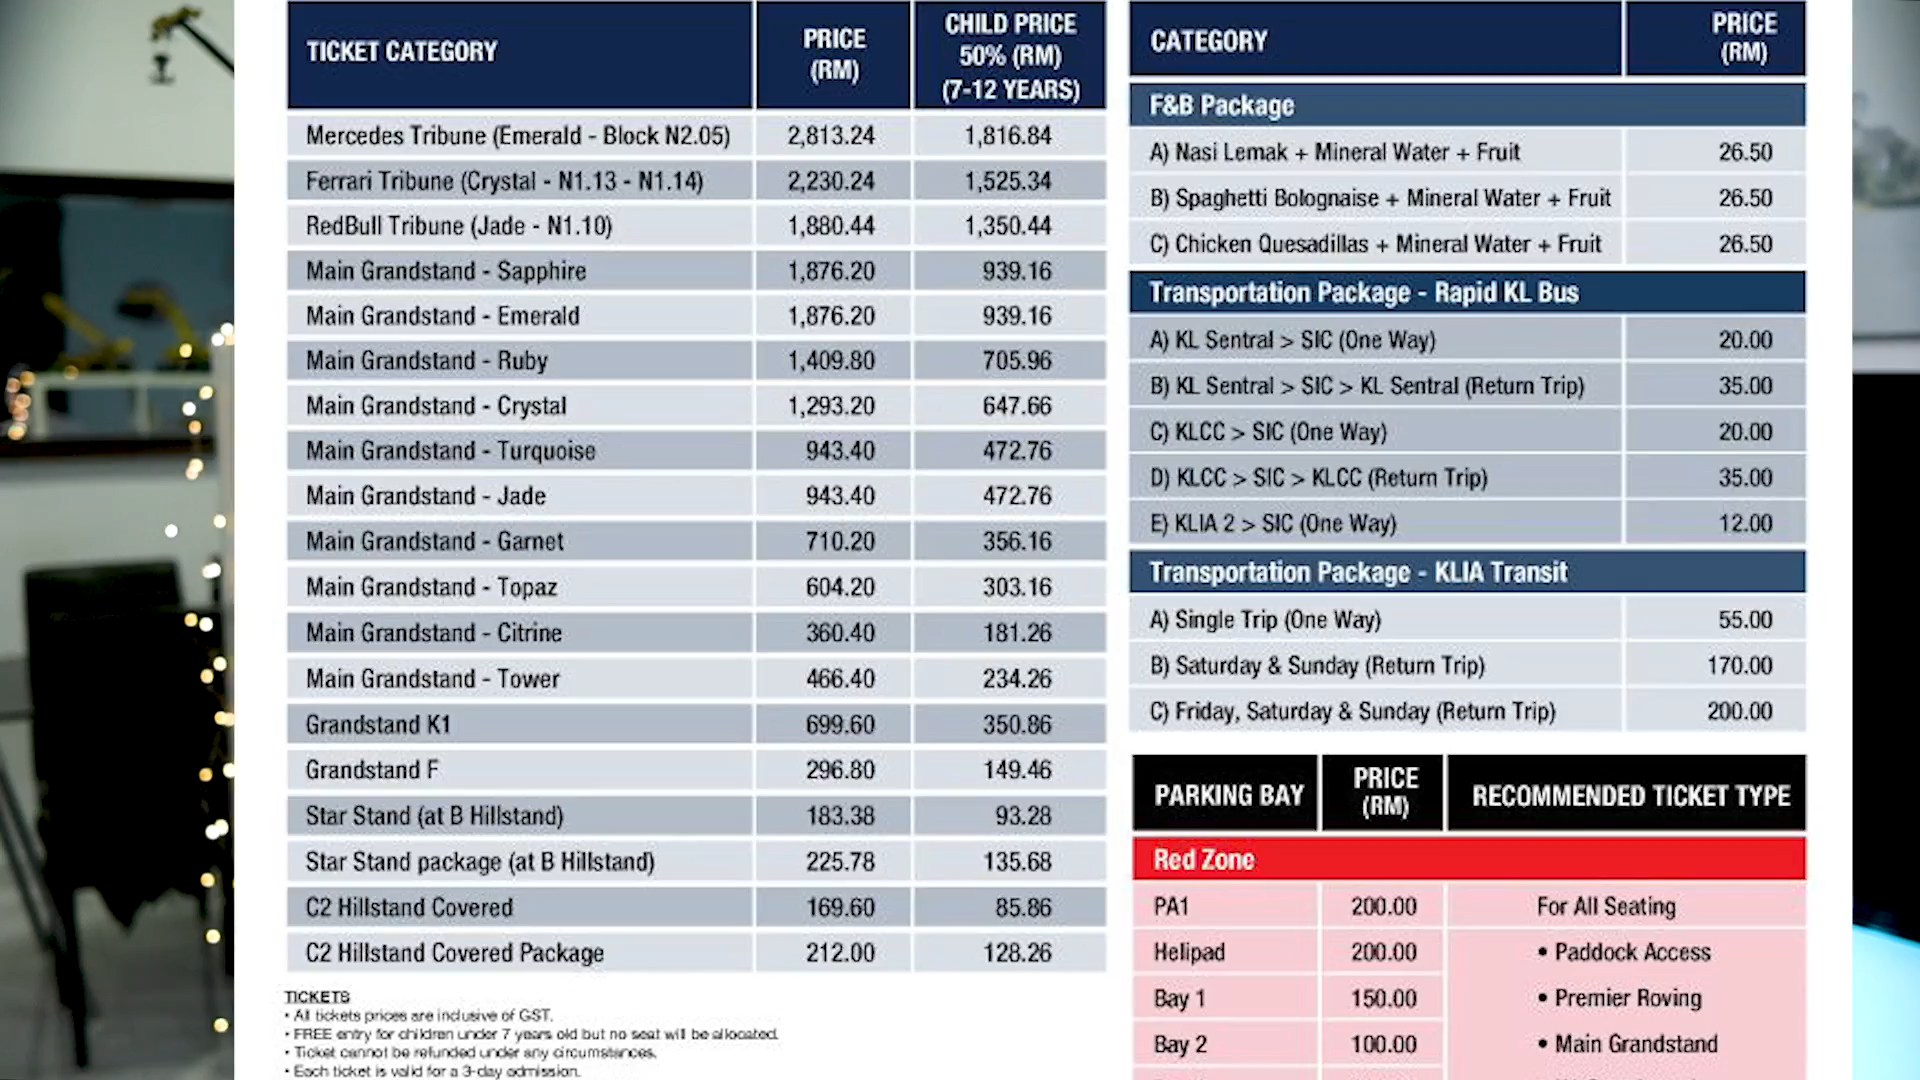 TICKET CATEGORY
PRICE
(RM)
CHILD PRICE
50% (RM)
(7-12 YEARS)
Mercedes Tribune (Emerald - Block N2.05) 2,813.24 1,816.84
Ferrari Tribune (Crystal - N1.13 - N1.14) 2,230.24 1,525.34
RedBull Tribune (Jade - N1.10) 1,880.44 1,350.44
Main Grandstand - Sapphire 1,876.20 939.16
Main Grandstand - Emerald 1,876.20 939.16
Main Grandstand - Ruby 1,409.80 705.96
Main Grandstand - Crystal 1,293.20 647.66
Main Grandstand - Turquoise 943.40 472.76
Main Grandstand - Jade 943.40 472.76
Main Grandstand - Garnet 710.20 356.16
Main Grandstand - Topaz 604.20 303.16
Main Grandstand - Citrine 360.40 181.26
Main Grandstand - Tower 466.40 234.26
Grandstand K1 699.60 350.86
Grandstand F 296.80 149.46
Star Stand (at B Hillstand) 183.38 93.28
Star Stand package (at B Hillstand) 225.78 135.68
C2 Hillstand Covered 169.60 85.86
C2 Hillstand Covered Package 212.00 128.26
TICKETS
• All tickets prices are inclusive of GST.
• FREE entry for children under 7 years old but no seat will be allocated.
• Ticket cannot be refunded under any circumstances.
• Each ticket is valid for a 3-day admission.
CATEGORY
PRICE
(RM)
F&B Package
A) Nasi Lemak + Mineral Water + Fruit 26.50
B) Spaghetti Bolognaise + Mineral Water + Fruit 26.50
C) Chicken Quesadillas + Mineral Water + Fruit 26.50
Transportation Package - Rapid KL Bus
A) KL Sentral > SIC (One Way) 20.00
B) KL Sentral > SIC > KL Sentral (Return Trip) 35.00
C) KLCC > SIC (One Way) 20.00
D) KLCC > SIC > KLCC (Return Trip) 35.00
E) KLIA 2 > SIC (One Way) 12.00
Transportation Package - KLIA Transit
A) Single Trip (One Way) 55.00
B) Saturday & Sunday (Return Trip) 170.00
C) Friday, Saturday & Sunday (Return Trip) 200.00
PARKING BAY
PRICE
(RM)
RECOMMENDED TICKET TYPE
Red Zone
PA1 200.00 For All Seating
Helipad 200.00 • Paddock Access
Bay 1 150.00 • Premier Roving
Bay 2 100.00 • Main Grandstand